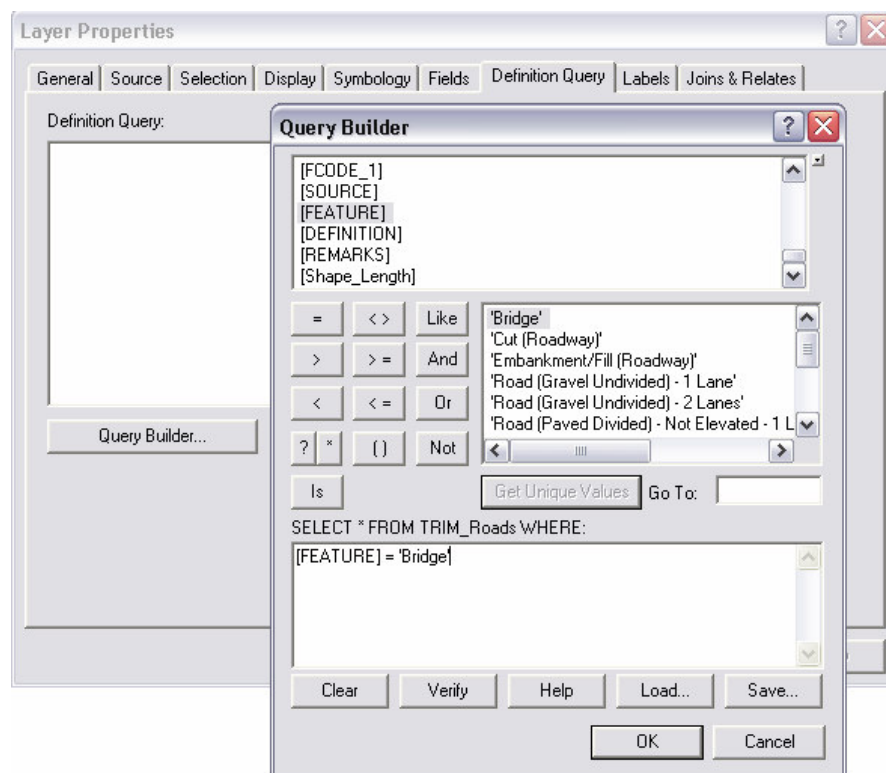 Layer Properties
General Source Selection Display Symbology Fields Definition Query Labels Joins & Relates
Definition Query:
Query Builder...
Query Builder
[FCODE_1]
[SOURCE]
[FEATURE]
[DEFINITION]
[REMARKS]
[Shape_Length]
= < > Like
> > = And
< < = Or
? * ( ) Not
Is
'Bridge'
'Cut (Roadway)'
'Embankment/Fill (Roadway)'
'Road (Gravel Undivided) - 1 Lane'
'Road (Gravel Undivided) - 2 Lanes'
'Road (Paved Divided) - Not Elevated - 1 L
Get Unique Values Go To:
SELECT * FROM TRIM_Roads WHERE:
[FEATURE] = 'Bridge'
Clear Verify Help Load... Save...
OK Cancel